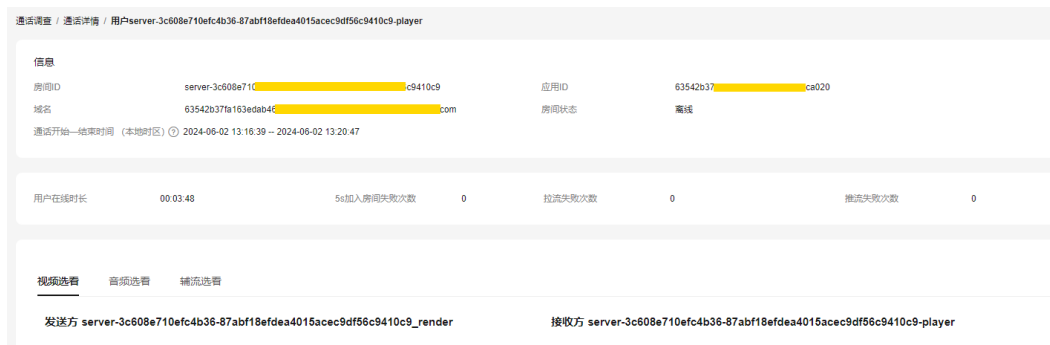 通话调查 / 通话详情 / 用户server-3c608e710efc4b36-87abf18efdea4015acec9df56c9410c9-player
信息
房间ID server-3c608e710 c9410c9 应用ID 63542b37 ca020
域名 63542b37fa163edab46 com 房间状态 离线
通话开始—结束时间 (本地时区) ? 2024-06-02 13:16:39 -- 2024-06-02 13:20:47
用户在线时长 00:03:48 5s加入房间失败次数 0 拉流失败次数 0 推流失败次数 0
视频选看 音频选看 辅流选看
发送方 server-3c608e710efc4b36-87abf18efdea4015acec9df56c9410c9_render 接收方 server-3c608e710efc4b36-87abf18efdea4015acec9df56c9410c9-player